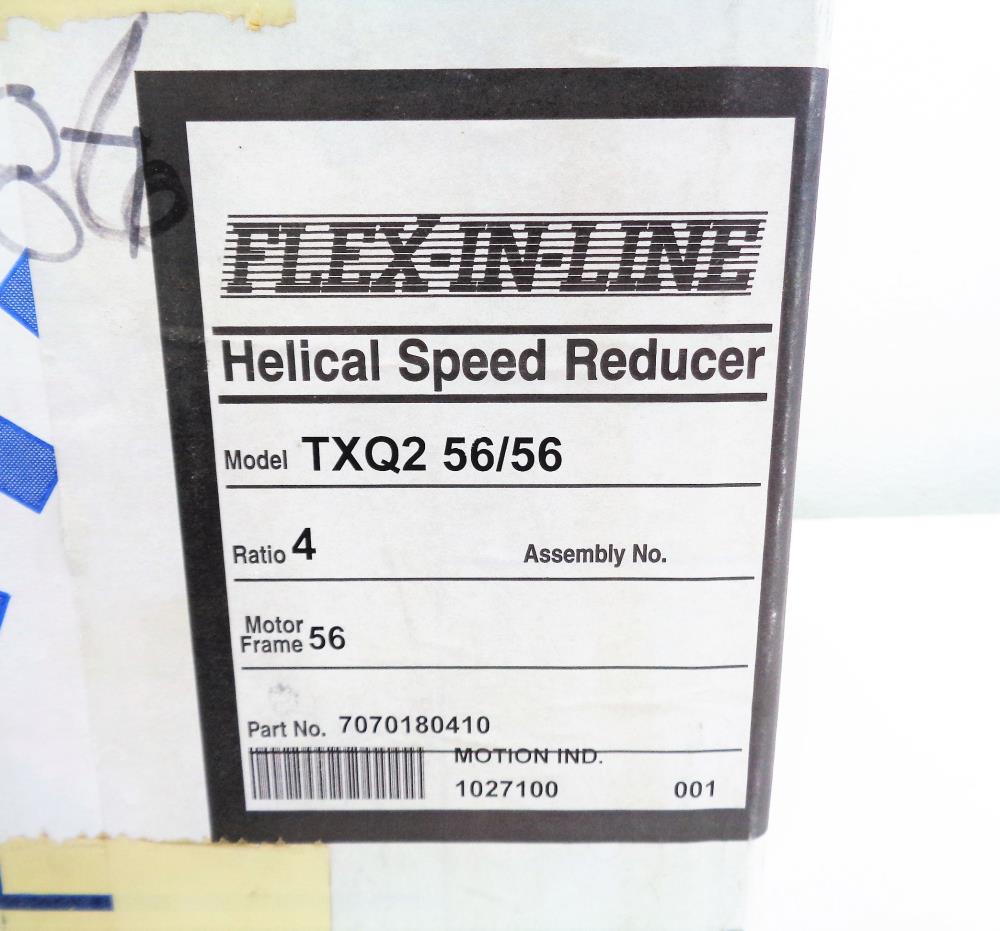 FLEX-IN-LINE
Helical Speed Reducer
Model TXQ2 56/56
Ratio 4 Assembly No.
Motor Frame 56
Part No. 7070180410
MOTION IND.
1027100 001